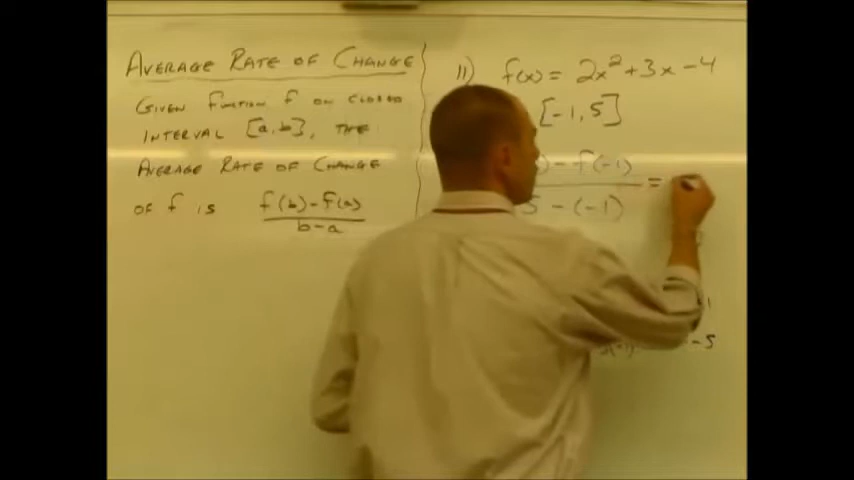 AVERAGE RATE OF CHANGE
GIVEN FUNCTION f ON CLOSED
INTERVAL [a,b], THE
AVERAGE RATE OF CHANGE
OF f IS f(b)-f(a)
b-a
11) f(x) = 2x²+3x-4
[-1,5]
) - f(-1)
5 - (-1) =
-5